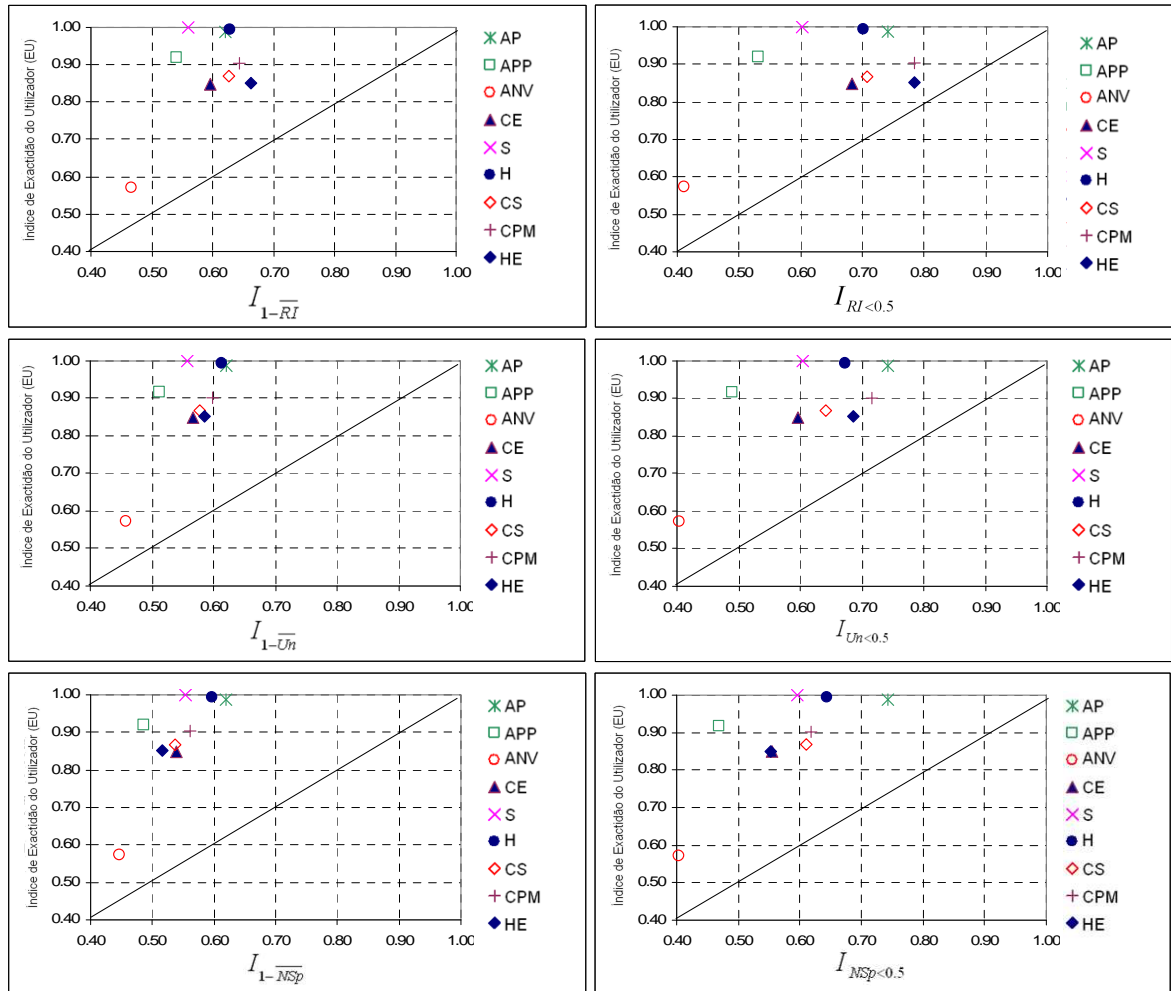 Índice de Exactidão do Utilizador (EU)
1.00
0.90
0.80
0.70
0.60
0.50
0.40
0.40 0.50 0.60 0.70 0.80 0.90 1.00
I 1−RI
AP
APP
ANV
CE
S
H
CS
CPM
HE
Índice de Exactidão do Utilizador (EU)
1.00
0.90
0.80
0.70
0.60
0.50
0.40
0.40 0.50 0.60 0.70 0.80 0.90 1.00
I RI<0.5
AP
APP
ANV
CE
S
H
CS
CPM
HE
Índice de Exactidão do Utilizador (EU)
1.00
0.90
0.80
0.70
0.60
0.50
0.40
0.40 0.50 0.60 0.70 0.80 0.90 1.00
I 1−Un
AP
APP
ANV
CE
S
H
CS
CPM
HE
Índice de Exactidão do Utilizador (EU)
1.00
0.90
0.80
0.70
0.60
0.50
0.40
0.40 0.50 0.60 0.70 0.80 0.90 1.00
I Un<0.5
AP
APP
ANV
CE
S
H
CS
CPM
HE
Índice de Exactidão do Utilizador (EU)
1.00
0.90
0.80
0.70
0.60
0.50
0.40
0.40 0.50 0.60 0.70 0.80 0.90 1.00
I 1−NSp
AP
APP
ANV
CE
S
H
CS
CPM
HE
Índice de Exactidão do Utilizador (EU)
1.00
0.90
0.80
0.70
0.60
0.50
0.40
0.40 0.50 0.60 0.70 0.80 0.90 1.00
I NSp<0.5
AP
APP
ANV
CE
S
H
CS
CPM
HE